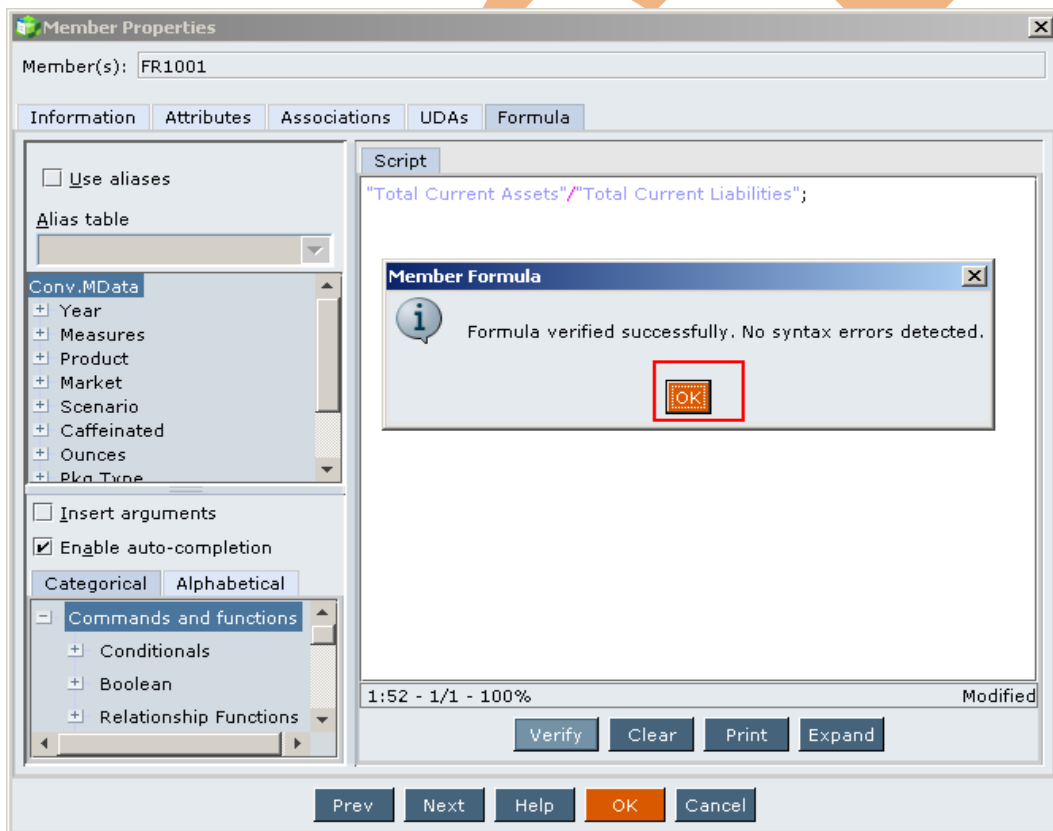 Member Properties
Member(s): FR1001
Information Attributes Associations UDAs Formula
Use aliases
Alias table
Conv.MData
Year
Measures
Product
Market
Scenario
Caffeinated
Ounces
Pkg Type
Insert arguments
Enable auto-completion
Categorical Alphabetical
Commands and functions
Conditionals
Boolean
Relationship Functions
Script
"Total Current Assets"/"Total Current Liabilities";
Member Formula
Formula verified successfully. No syntax errors detected.
OK
1:52 - 1/1 - 100% Modified
Verify Clear Print Expand
Prev Next Help OK Cancel